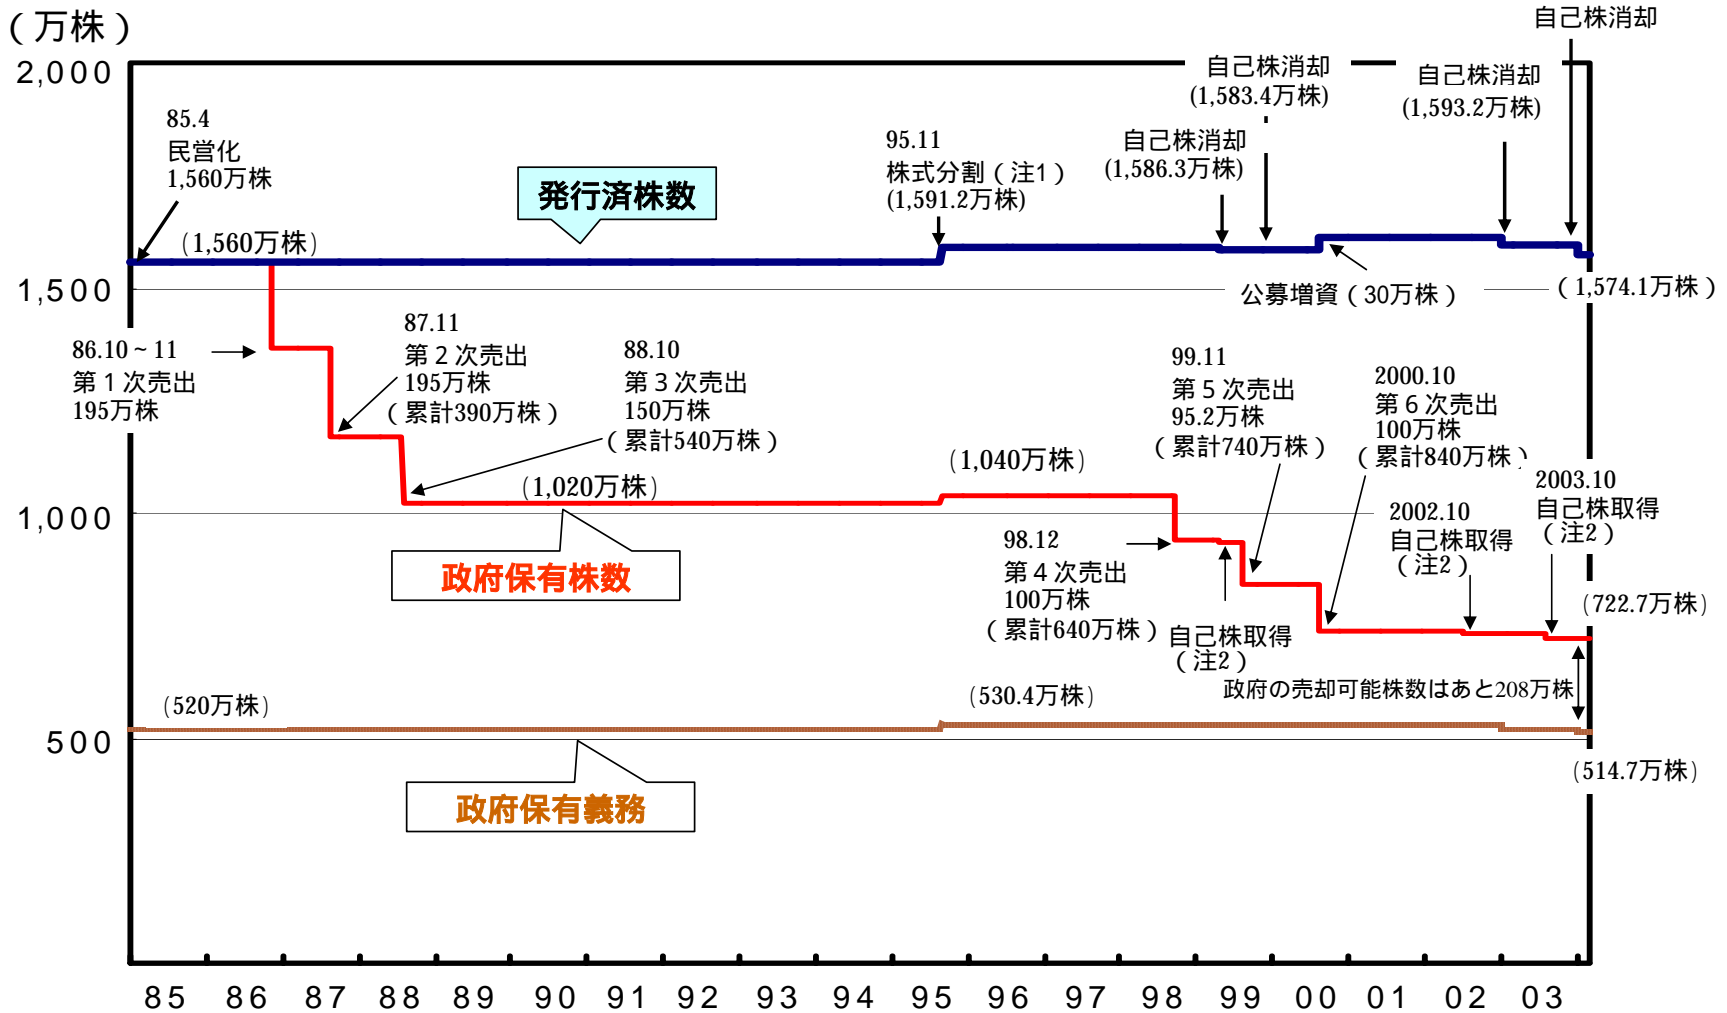 （万株）
2,000
1,500
1,000
500
85.4
民営化
1,560万株
(1,560万株)
発行済株数
95.11
株式分割（注1）
(1,591.2万株)
自己株消却
(1,586.3万株)
自己株消却
(1,583.4万株)
自己株消却
(1,593.2万株)
自己株消却
公募増資（30万株）
（1,574.1万株）
86.10～11
第１次売出
195万株
87.11
第２次売出
195万株
（累計390万株）
88.10
第３次売出
150万株
（累計540万株）
(1,020万株)
政府保有株数
(1,040万株)
98.12
第４次売出
100万株
（累計640万株）
自己株取得
（注2）
99.11
第５次売出
95.2万株
（累計740万株）
2000.10
第６次売出
100万株
（累計840万株）
2002.10
自己株取得
（注2）
2003.10
自己株取得
（注2）
(722.7万株)
政府の売却可能株数はあと208万株
(520万株)
(530.4万株)
(514.7万株)
政府保有義務
85 86 87 88 89 90 91 92 93 94 95 96 97 98 99 00 01 02 03